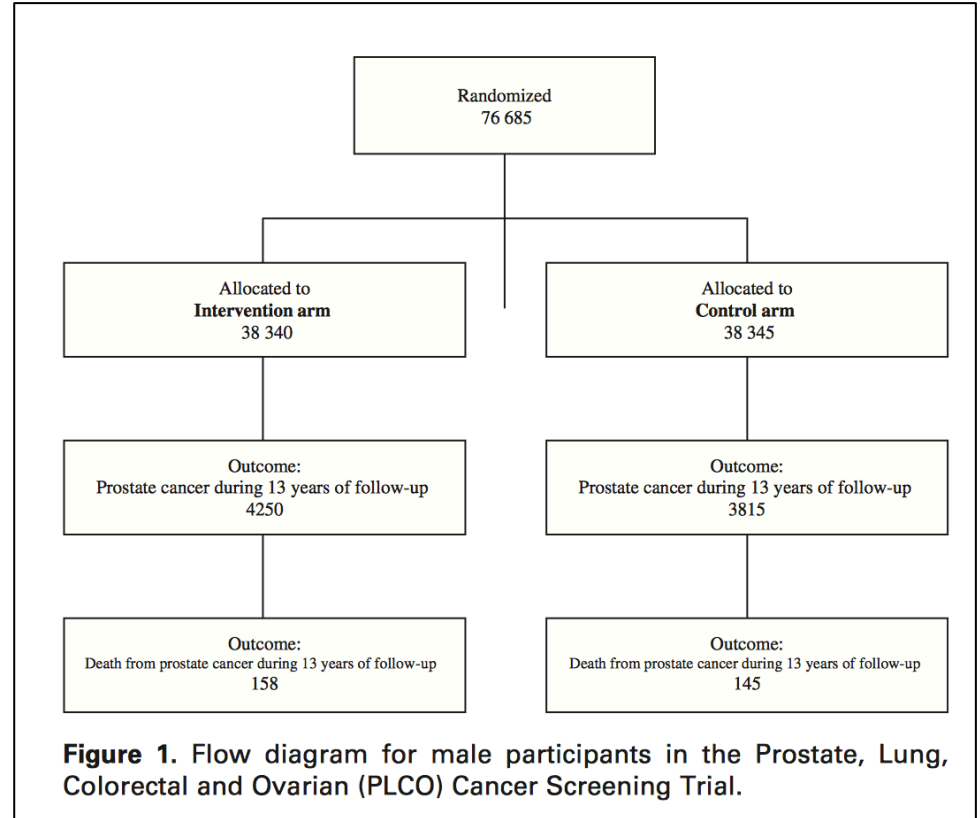 Randomized
76 685
Allocated to
Intervention arm
38 340
Allocated to
Control arm
38 345
Outcome:
Prostate cancer during 13 years of follow-up
4250
Outcome:
Prostate cancer during 13 years of follow-up
3815
Outcome:
Death from prostate cancer during 13 years of follow-up
158
Outcome:
Death from prostate cancer during 13 years of follow-up
145
Figure 1. Flow diagram for male participants in the Prostate, Lung,
Colorectal and Ovarian (PLCO) Cancer Screening Trial.